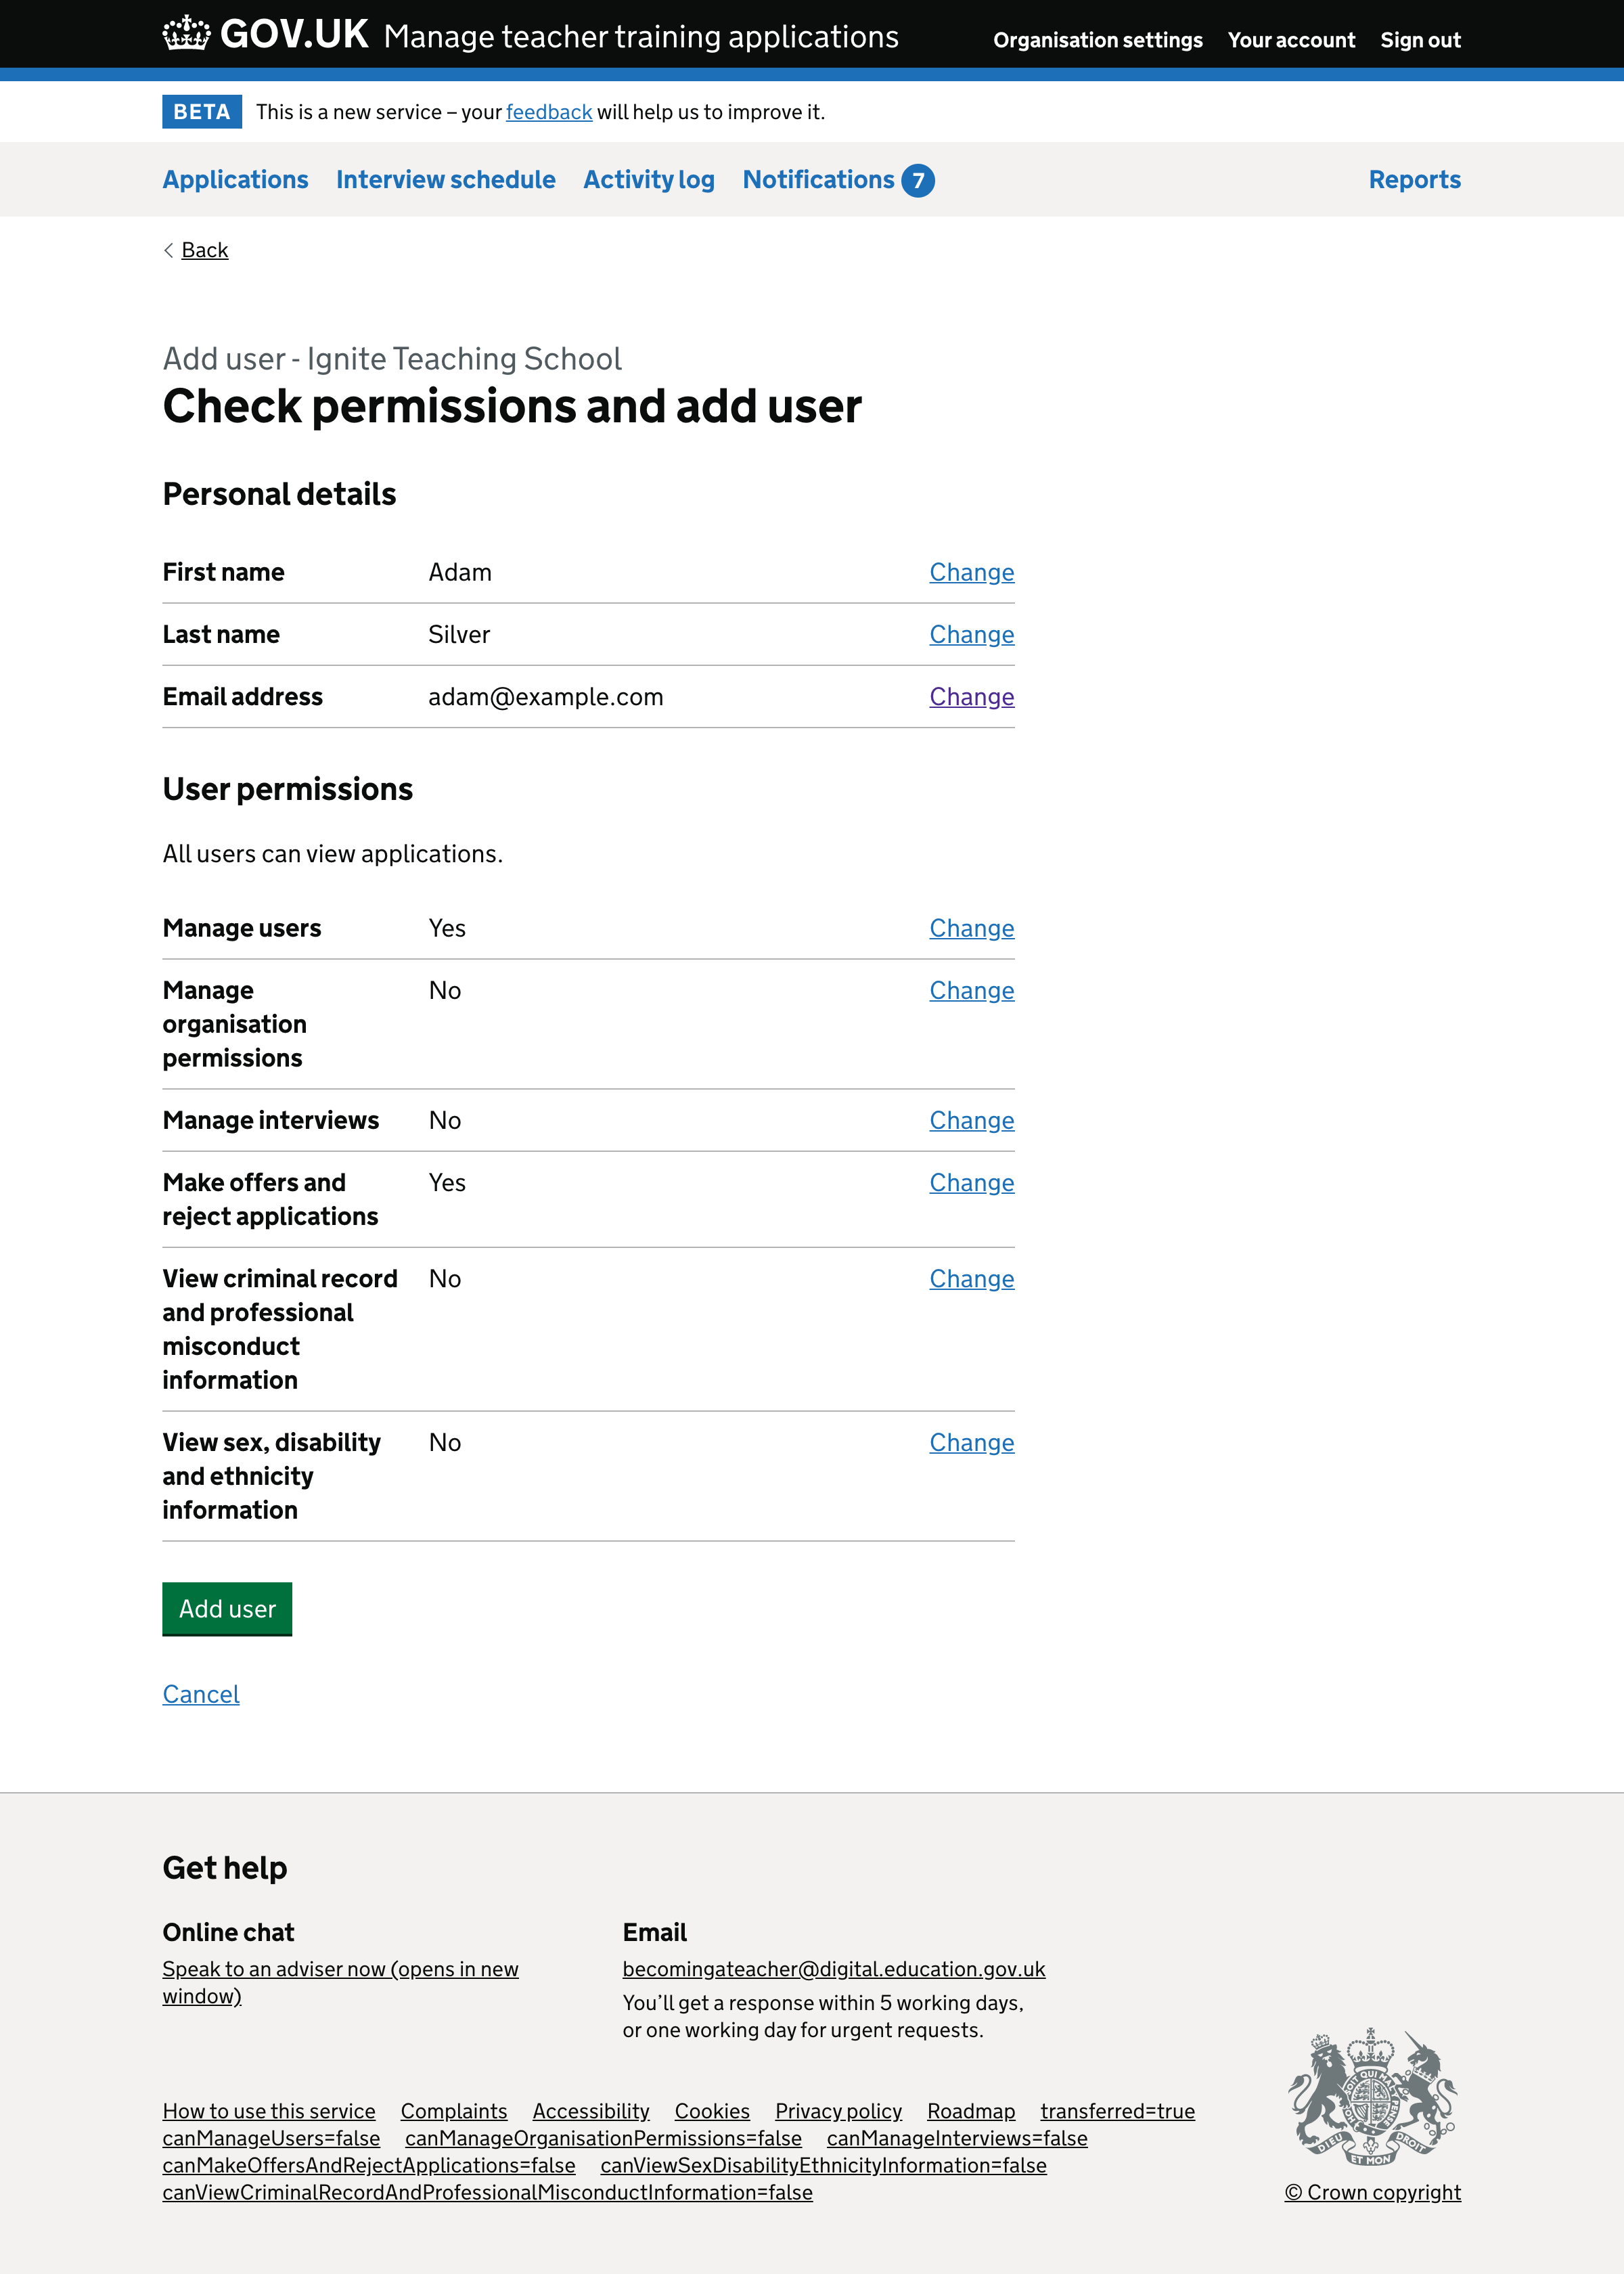 GOV.UK Manage teacher training applications
Organisation settings Your account Sign out
BETA This is a new service – your feedback will help us to improve it.
Applications Interview schedule Activity log Notifications 7 Reports
Back
Add user - Ignite Teaching School
Check permissions and add user
Personal details
First name Adam Change
Last name Silver Change
Email address adam@example.com Change
User permissions
All users can view applications.
Manage users Yes Change
Manage No Change
organisation
permissions
Manage interviews No Change
Make offers and Yes Change
reject applications
View criminal record No Change
and professional
misconduct
information
View sex, disability No Change
and ethnicity
information
Add user
Cancel
Get help
Online chat
Speak to an adviser now (opens in new
window)
Email
becomingateacher@digital.education.gov.uk
You’ll get a response within 5 working days,
or one working day for urgent requests.
How to use this service Complaints Accessibility Cookies Privacy policy Roadmap transferred=true
canManageUsers=false canManageOrganisationPermissions=false canManageInterviews=false
canMakeOffersAndRejectApplications=false canViewSexDisabilityEthnicityInformation=false
canViewCriminalRecordAndProfessionalMisconductInformation=false
DIEU ET MON DROIT
© Crown copyright